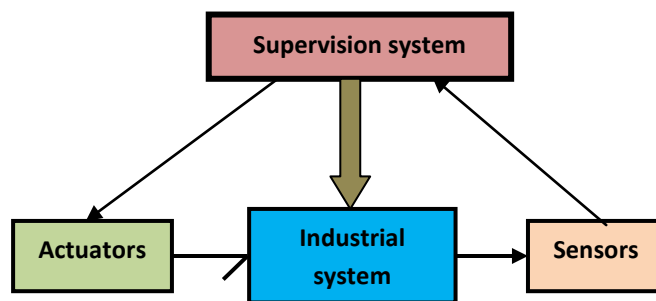 Supervision system
Actuators
Industrial
system
Sensors